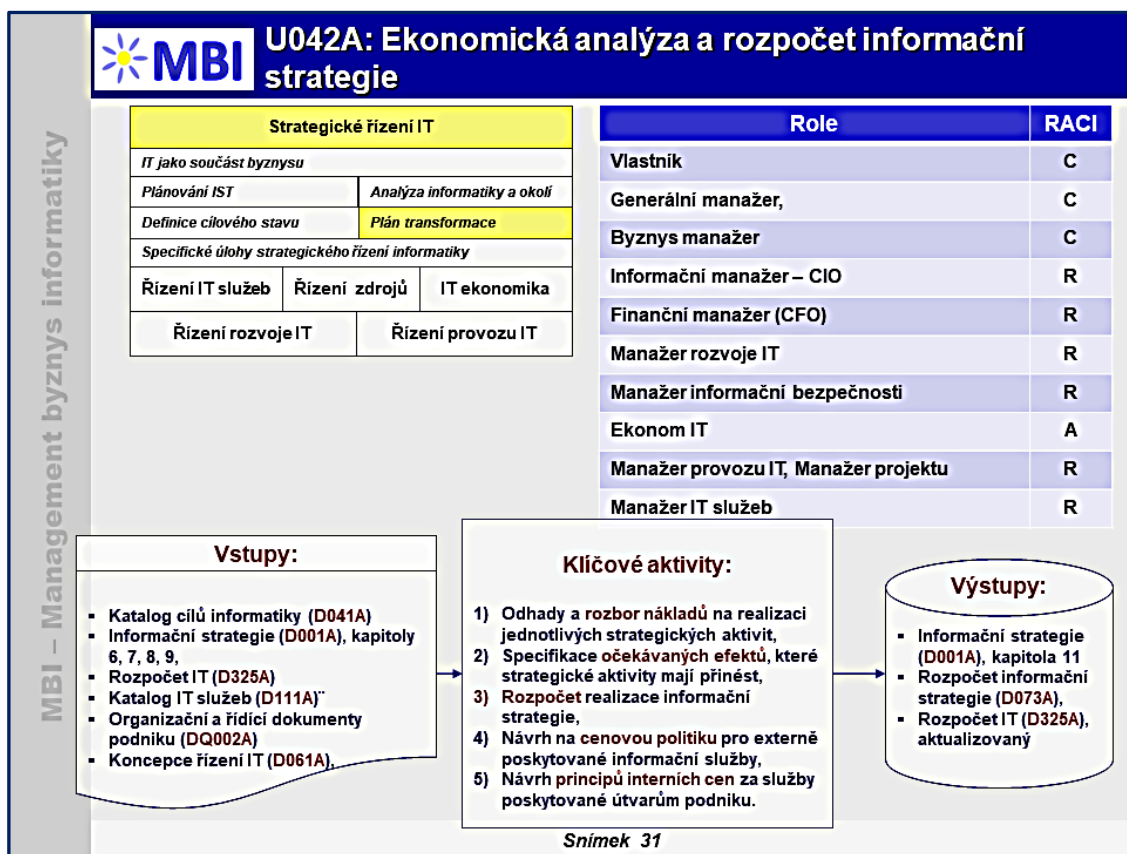 MBI – Management byznys informatiky
MBI
U042A: Ekonomická analýza a rozpočet informační
strategie
Strategické řízení IT
IT jako součást byznysu
Plánování IST
Analýza informatiky a okolí
Definice cílového stavu
Plán transformace
Specifické úlohy strategického řízení informatiky
Řízení IT služeb
Řízení zdrojů
IT ekonomika
Řízení rozvoje IT
Řízení provozu IT
Role RACI
Vlastník C
Generální manažer, C
Byznys manažer C
Informační manažer – CIO R
Finanční manažer (CFO) R
Manažer rozvoje IT R
Manažer informační bezpečnosti R
Ekonom IT A
Manažer provozu IT, Manažer projektu R
Manažer IT služeb R
Vstupy:
▪ Katalog cílů informatiky (D041A)
▪ Informační strategie (D001A), kapitoly
6, 7, 8, 9,
▪ Rozpočet IT (D325A)
▪ Katalog IT služeb (D111A)¨
▪ Organizační a řídící dokumenty
podniku (DQ002A)
▪ Koncepce řízení IT (D061A),
Klíčové aktivity:
1) Odhady a rozbor nákladů na realizaci
jednotlivých strategických aktivit,
2) Specifikace očekávaných efektů, které
strategické aktivity mají přinést,
3) Rozpočet realizace informační
strategie,
4) Návrh na cenovou politiku pro externě
poskytované informační služby,
5) Návrh principů interních cen za služby
poskytované útvarům podniku.
Výstupy:
▪ Informační strategie
(D001A), kapitola 11
▪ Rozpočet informační
strategie (D073A),
▪ Rozpočet IT (D325A),
aktualizovaný
Snímek 31